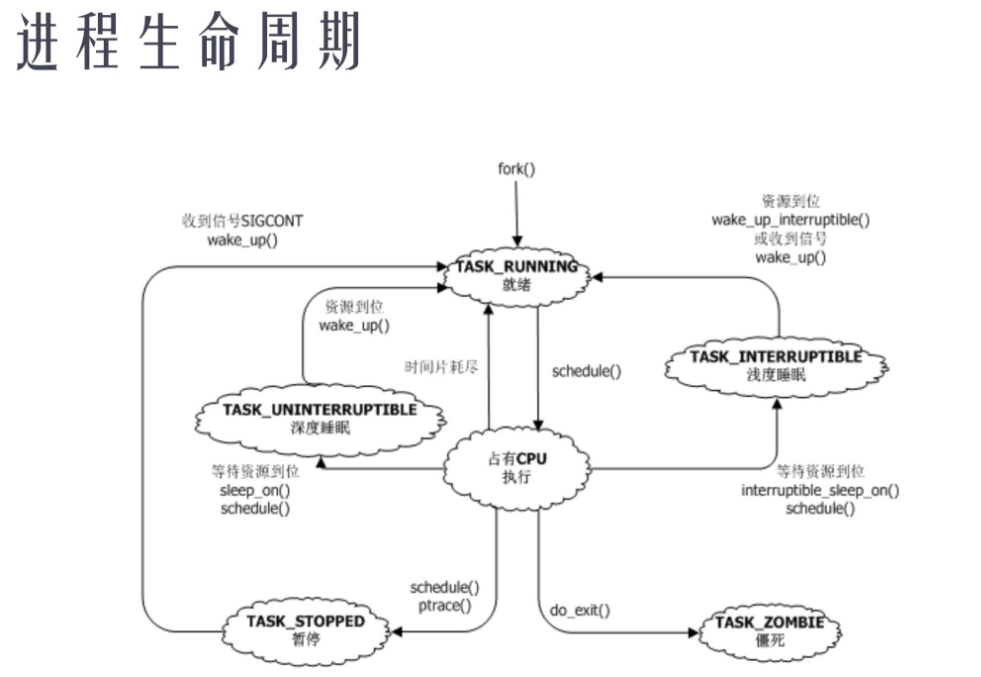 进程生命周期
fork()
收到信号SIGCONT
wake_up()
资源到位
wake_up_interruptible()
或收到信号
wake_up()
TASK_RUNNING
就绪
资源到位
wake_up()
时间片耗尽
schedule()
TASK_INTERRUPTIBLE
浅度睡眠
TASK_UNINTERRUPTIBLE
深度睡眠
占有CPU
执行
等待资源到位
sleep_on()
schedule()
等待资源到位
interruptible_sleep_on()
schedule()
schedule()
ptrace()
do_exit()
TASK_STOPPED
暂停
TASK_ZOMBIE
僵死